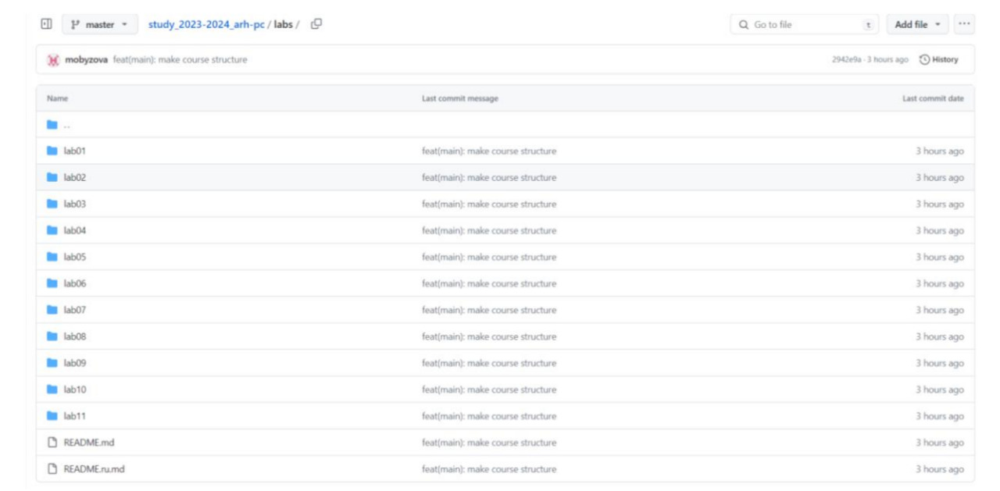 master study_2023-2024_arh-pc / labs / Go to file t Add file ...
mobyzova feat(main): make course structure 2942e9a · 3 hours ago History
Name Last commit message Last commit date
..
lab01 feat(main): make course structure 3 hours ago
lab02 feat(main): make course structure 3 hours ago
lab03 feat(main): make course structure 3 hours ago
lab04 feat(main): make course structure 3 hours ago
lab05 feat(main): make course structure 3 hours ago
lab06 feat(main): make course structure 3 hours ago
lab07 feat(main): make course structure 3 hours ago
lab08 feat(main): make course structure 3 hours ago
lab09 feat(main): make course structure 3 hours ago
lab10 feat(main): make course structure 3 hours ago
lab11 feat(main): make course structure 3 hours ago
README.md feat(main): make course structure 3 hours ago
README.ru.md feat(main): make course structure 3 hours ago